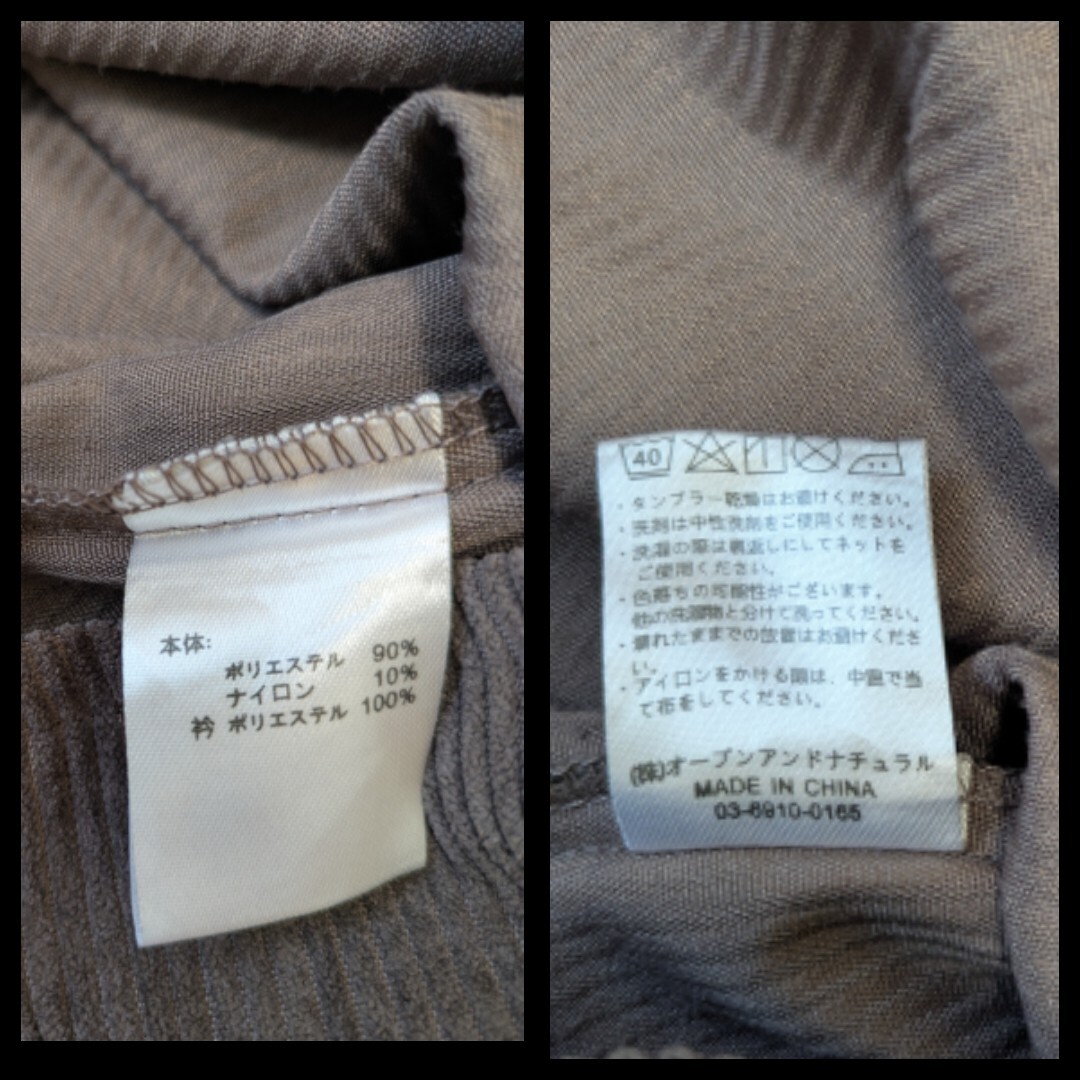 本体:
ポリエステル 90%
ナイロン 10%
衿 ポリエステル 100%
40
・タンブラー乾燥はお避けください。
・洗剤は中性洗剤をご使用ください。
・洗濯の際は裏返しにしてネットを
ご使用ください。
・色落ちの可能性がございます。
他の洗濯物と分けて洗ってください。
・濡れたままでの放置はお避けくださ
い。
・アイロンをかける際は、中温で当
て布をしてください。
(株)オープンアンドナチュラル
MADE IN CHINA
03-6910-0165